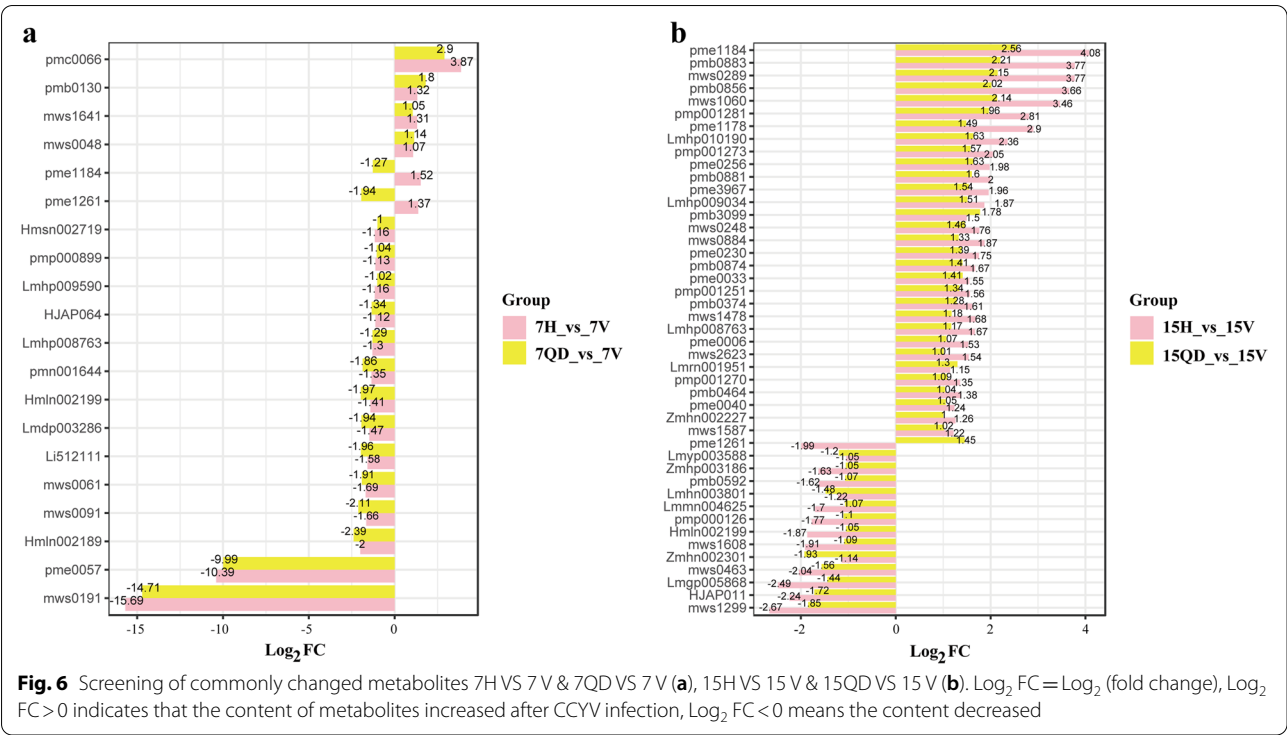 a
pmc0066
2.9
3.87
pmb0130
1.8
1.32
mws1641
1.05
1.31
mws0048
1.14
1.07
pme1184
-1.27
1.52
pme1261
-1.94
1.37
Hmsn002719
-1
-1.16
pmp000899
-1.04
-1.13
Lmhp009590
-1.02
-1.16
HJAP064
-1.34
-1.12
Lmhp008763
-1.29
-1.3
pmn001644
-1.86
-1.35
Hmln002199
-1.97
-1.41
Lmdp003286
-1.94
-1.47
Li512111
-1.96
-1.58
mws0061
-1.91
-1.69
mws0091
-2.11
-1.66
Hmln002189
-2.39
-2
pme0057
-9.99
-10.39
mws0191
-14.71
-15.69
-15 -10 -5 0
Log2 FC
Group
7H_vs_7V
7QD_vs_7V
b
pme1184
2.56
4.08
pmb0883
2.21
3.77
mws0289
2.15
3.77
pmb0856
2.02
3.66
mws1060
2.14
3.46
pmp001281
1.96
2.81
pme1178
1.49
2.9
Lmhp010190
1.63
2.36
pmp001273
1.57
2.05
pme0256
1.63
1.98
pmb0881
1.6
2
pme3967
1.54
1.96
Lmhp009034
1.51
1.87
pmb3099
1.78
1.5
mws0248
1.46
1.76
mws0884
1.33
1.87
pme0230
1.39
1.75
pmb0874
1.41
1.67
pme0033
1.41
1.55
pmp001251
1.34
1.56
pmb0374
1.28
1.61
mws1478
1.18
1.68
Lmhp008763
1.17
1.67
pme0006
1.07
1.53
mws2623
1.01
1.54
Lmrn001951
1.3
1.15
pmp001270
1.09
1.35
pmb0464
1.04
1.38
pme0040
1.05
1.24
Zmhn002227
1
1.26
mws1587
1.02
1.22
pme1261
1.45
-1.99
Lmyp003588
-1.2
-1.05
Zmhp003186
-1.05
-1.63
pmb0592
-1.07
-1.62
Lmhn003801
-1.48
-1.22
Lmmn004625
-1.07
-1.7
pmp000126
-1.1
-1.77
Hmln002199
-1.05
-1.87
mws1608
-1.09
-1.91
Zmhn002301
-1.93
-1.14
mws0463
-1.56
-2.04
Lmgp005868
-1.44
-2.49
HJAP011
-1.72
-2.24
mws1299
-1.85
-2.67
-2 0 2 4
Log2 FC
Group
15H_vs_15V
15QD_vs_15V
Fig. 6 Screening of commonly changed metabolites 7H VS 7 V & 7QD VS 7 V (a), 15H VS 15 V & 15QD VS 15 V (b). Log2 FC = Log2 (fold change), Log2
FC > 0 indicates that the content of metabolites increased after CCYV infection, Log2 FC < 0 means the content decreased